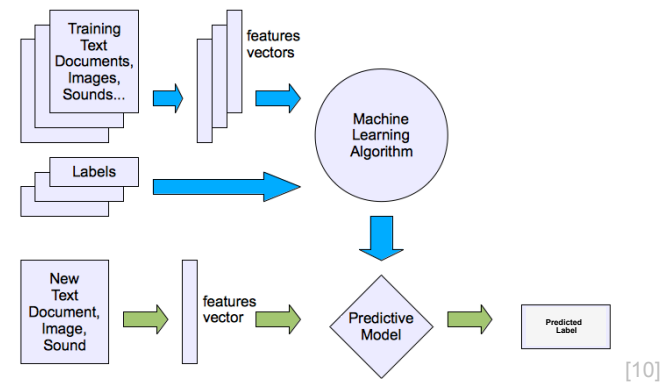 Training
Text
Documents,
Images,
Sounds...
features
vectors
Machine
Learning
Algorithm
Labels
New
Text
Document,
Image,
Sound
features
vector
Predictive
Model
Predicted
Label
[10]